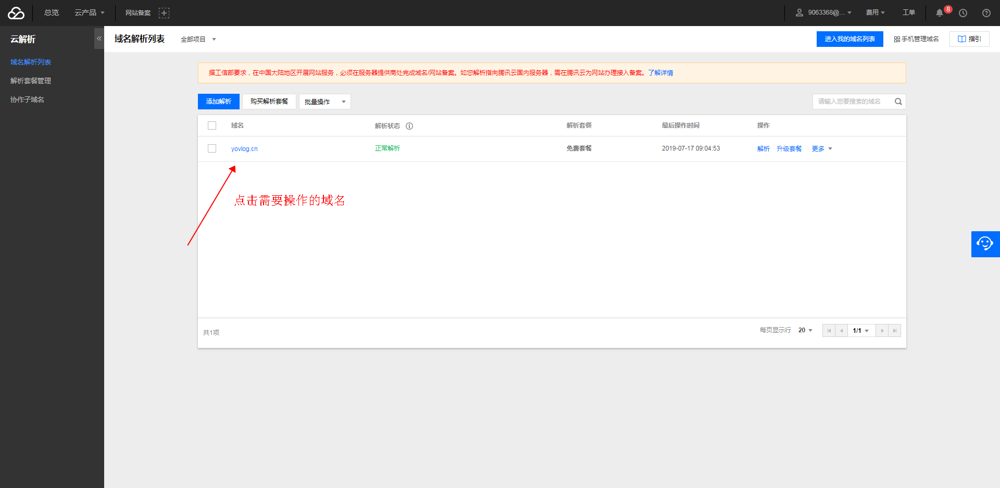 总览 云产品 网站备案 9063368@... 费用 工单 8
云解析 « 域名解析列表 全部项目 进入我的域名列表 手机管理域名 指引
域名解析列表
解析套餐管理
协作子域名
据工信部要求，在中国大陆地区开展网站服务，必须在服务器提供商处完成域名/网站备案。如您解析指向腾讯云国内服务器，需在腾讯云为网站办理接入备案。了解详情
添加解析 购买解析套餐 批量操作 请输入您要搜索的域名
域名 解析状态 解析套餐 最后操作时间 操作
yovlog.cn 正常解析 免费套餐 2019-07-17 09:04:53 解析 升级套餐 更多
点击需要操作的域名
共1项 每页显示行 20 1/1